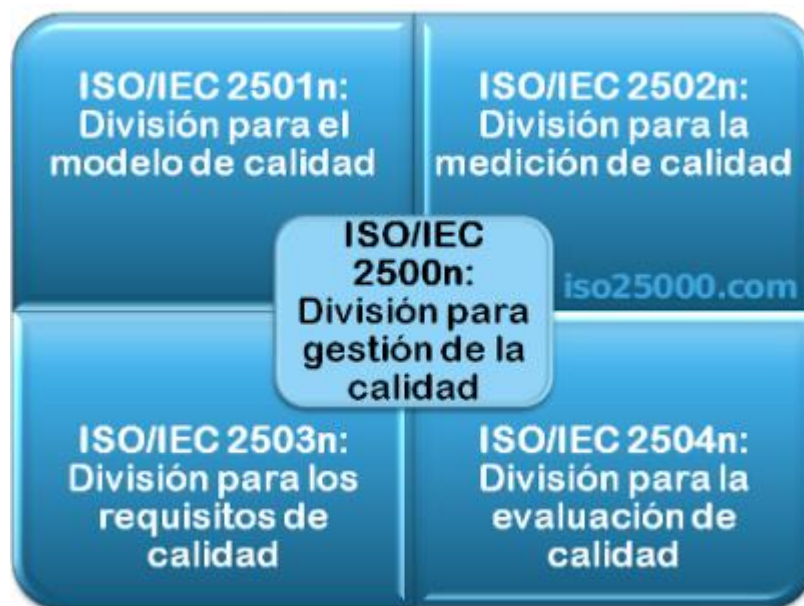 ISO/IEC 2501n:
División para el
modelo de calidad
ISO/IEC 2502n:
División para la
medición de calidad
ISO/IEC
2500n:
División para
gestión de la
calidad
iso25000.com
ISO/IEC 2503n:
División para los
requisitos de
calidad
ISO/IEC 2504n:
División para la
evaluación de
calidad